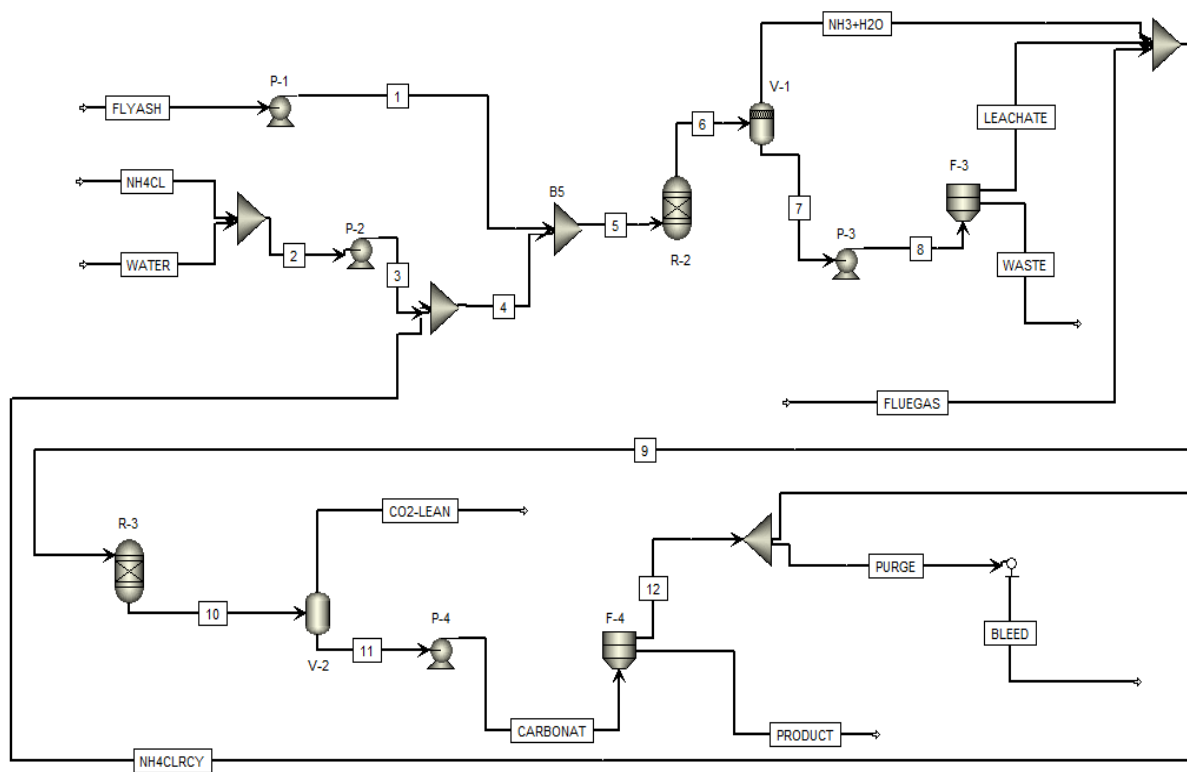 NH3+H2O
P-1
V-1
FLYASH
1
6
LEACHATE
NH4CL
B5
F-3
7
P-2
5
2
R-2
P-3
8
WATER
3
WASTE
4
FLUEGAS
9
CO2-LEAN
R-3
PURGE
12
10
P-4
F-4
11
BLEED
V-2
CARBONAT
PRODUCT
NH4CLRCY